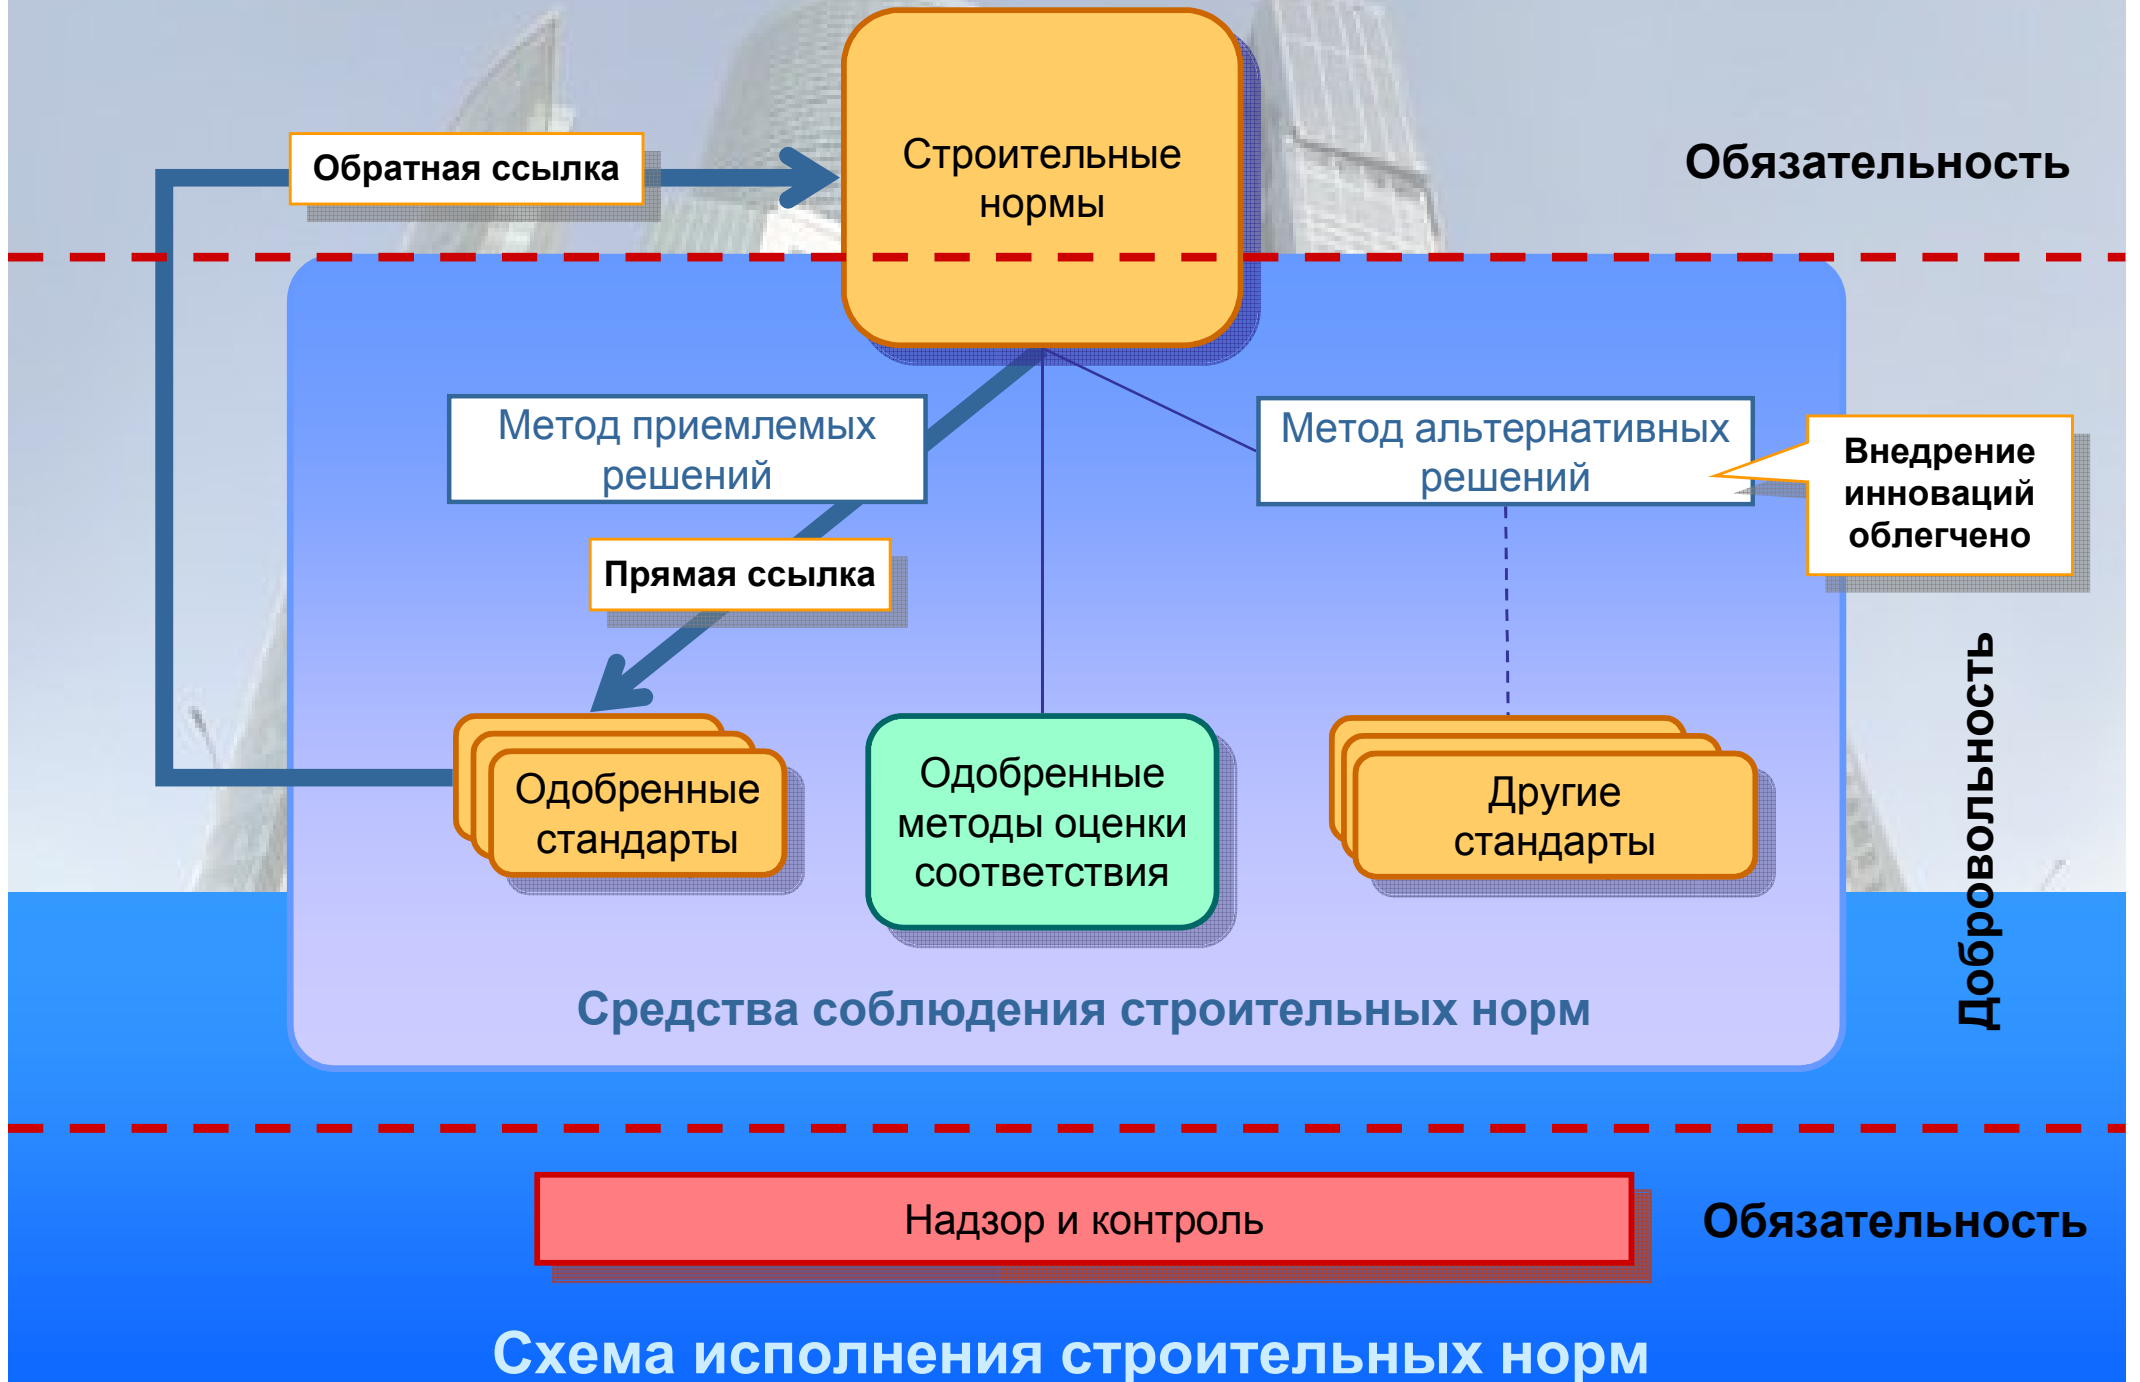 Строительные
нормы
Обратная ссылка
Обязательность
Метод приемлемых
решений
Метод альтернативных
решений
Внедрение
инноваций
облегчено
Прямая ссылка
Добровольность
Одобренные
стандарты
Одобренные
методы оценки
соответствия
Другие
стандарты
Средства соблюдения строительных норм
Надзор и контроль
Обязательность
Схема исполнения строительных норм